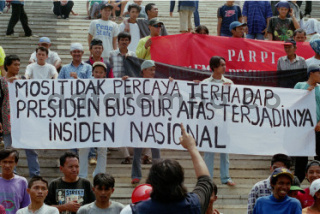 PARPI
MOSI TIDAK PERCAYA TERHADAP
PRESIDEN GUS DUR, ATAS TERJADINYA
INSIDEN NASIONAL